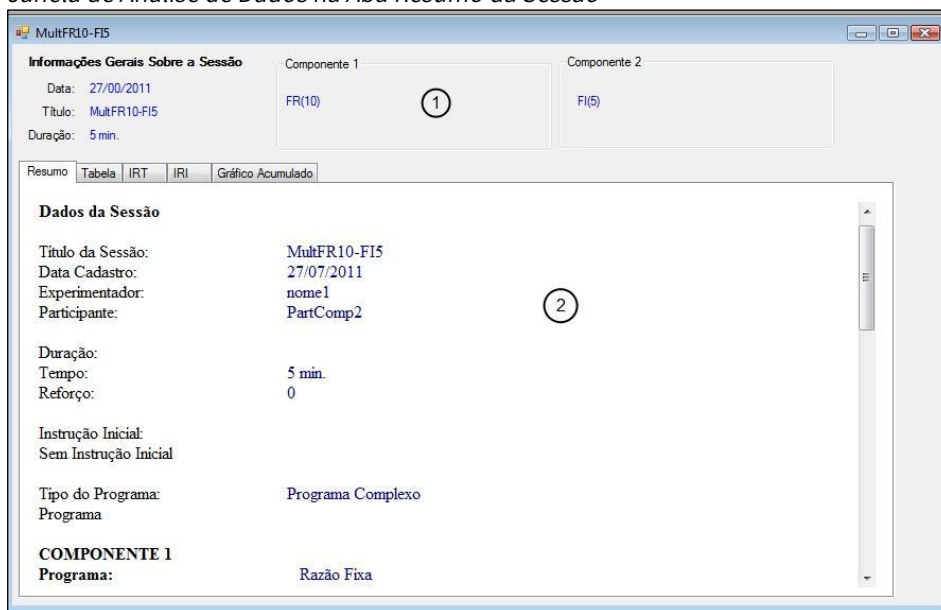 Janela de Análise de Dados na Aba Resumo da Sessão
MultFR10-FI5
Informações Gerais Sobre a Sessão
Data: 27/00/2011
Título: MultFR10-FI5
Duração: 5 min.
Componente 1
FR(10)
1
Componente 2
FI(5)
Resumo Tabela IRT IRI Gráfico Acumulado
Dados da Sessão
Título da Sessão: MultFR10-FI5
Data Cadastro: 27/07/2011
Experimentador: nome1
Participante: PartComp2
2
Duração:
Tempo: 5 min.
Reforço: 0
Instrução Inicial:
Sem Instrução Inicial
Tipo do Programa: Programa Complexo
Programa
COMPONENTE 1
Programa: Razão Fixa